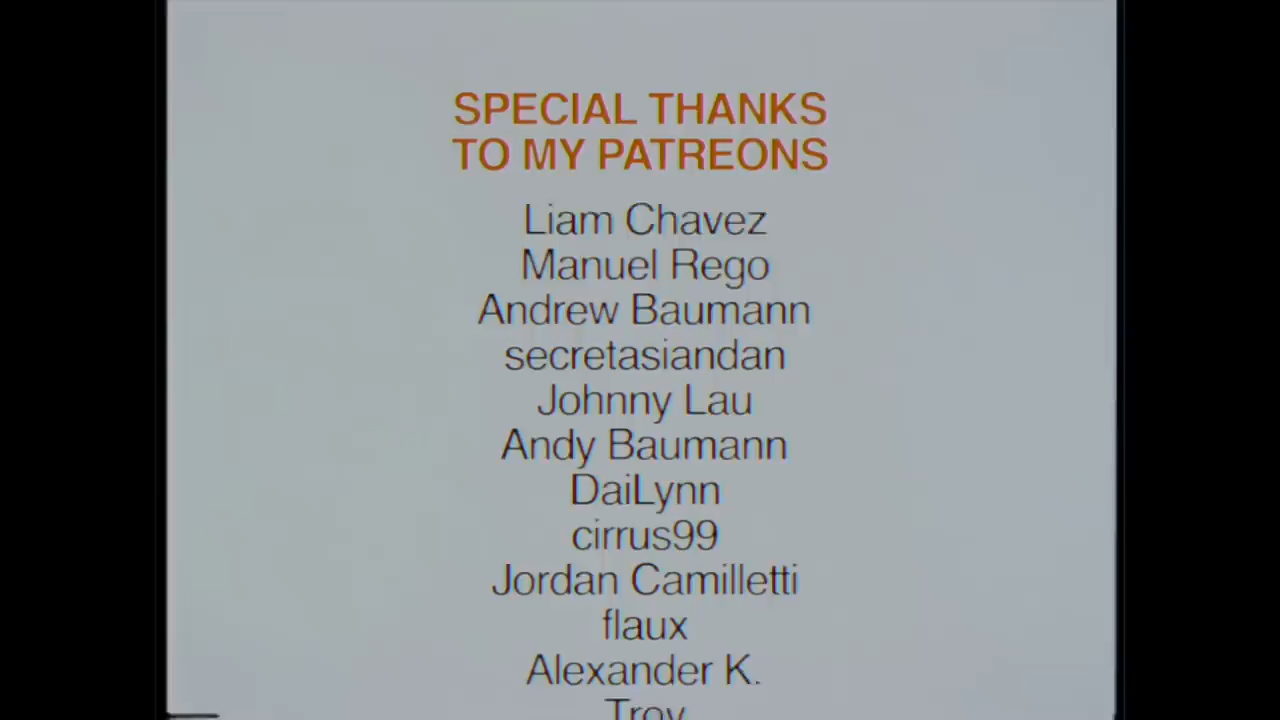 SPECIAL THANKS
TO MY PATREONS
Liam Chavez
Manuel Rego
Andrew Baumann
secretasiandan
Johnny Lau
Andy Baumann
DaiLynn
cirrus99
Jordan Camilletti
flaux
Alexander K.
Troy